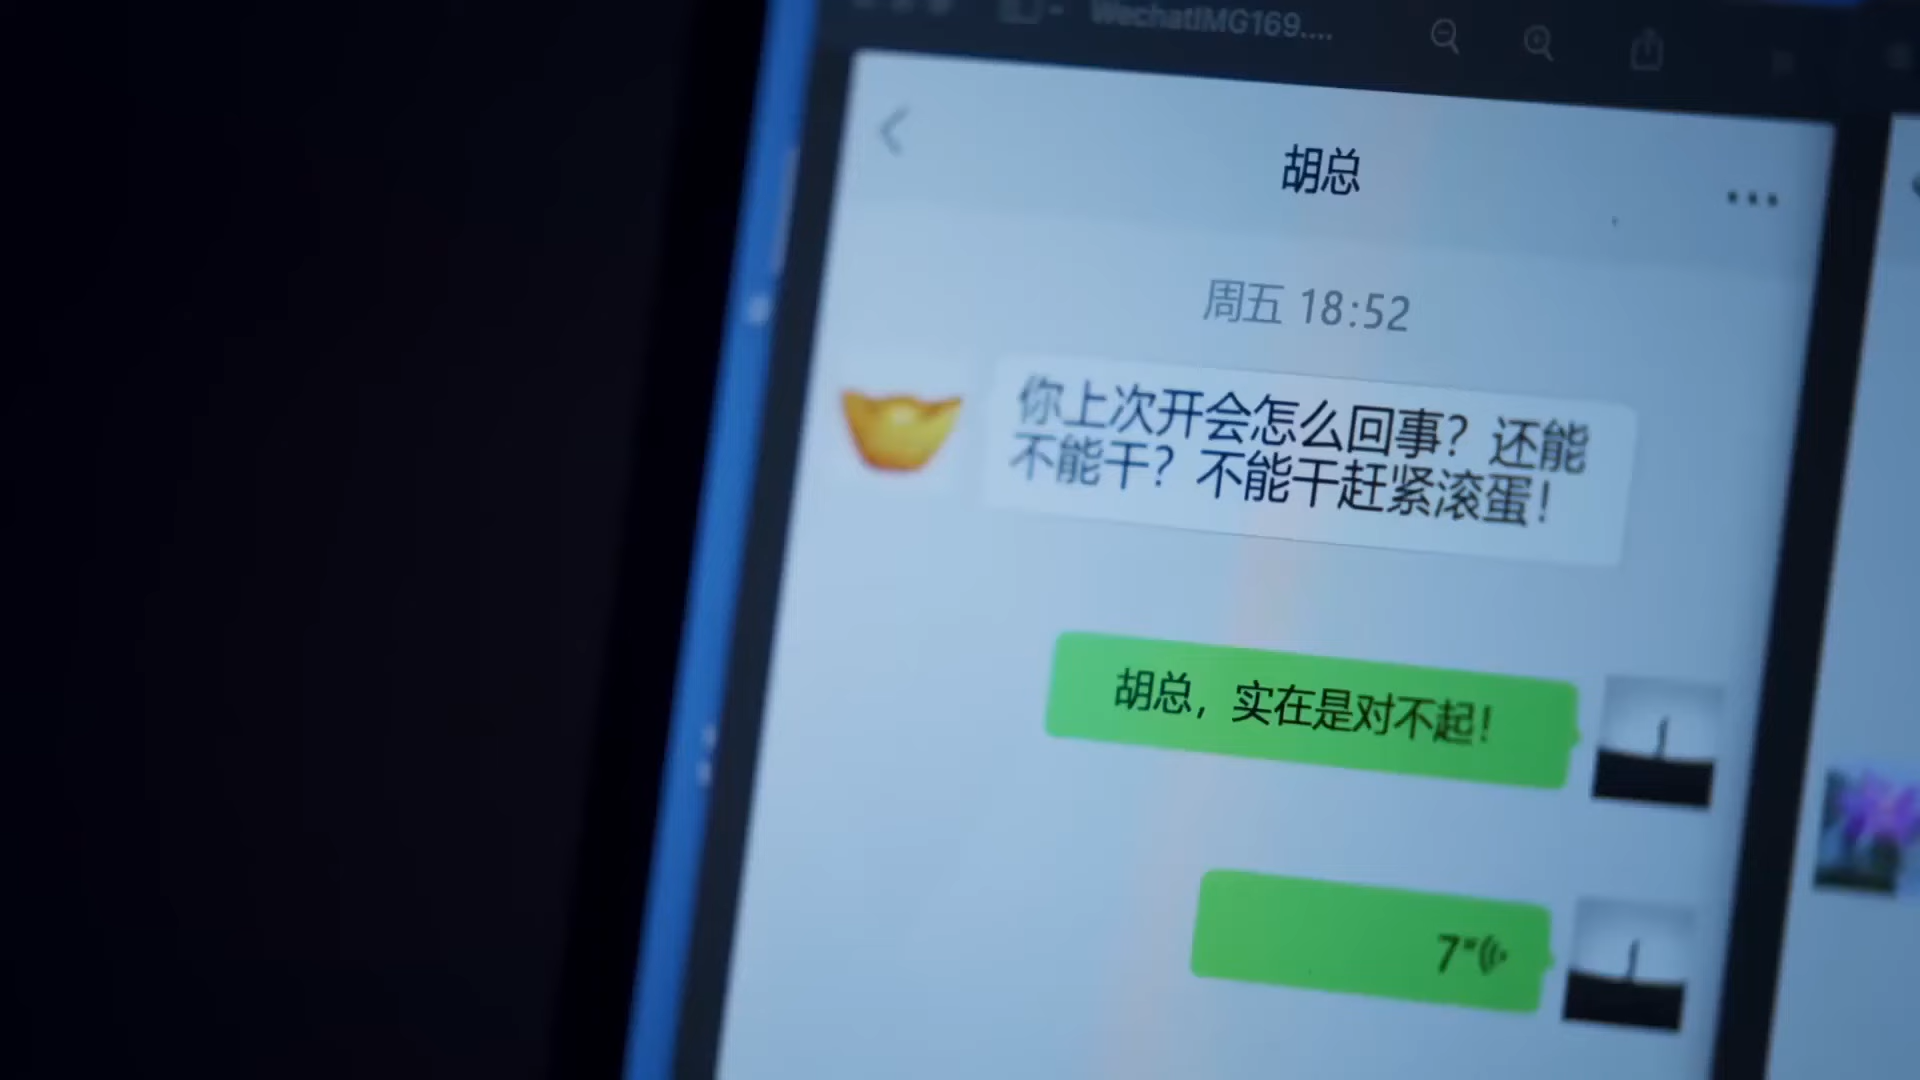 WechatIMG169....
胡总
周五 18:52
你上次开会怎么回事？还能
不能干？不能干赶紧滚蛋！
胡总，实在是对不起！
7"